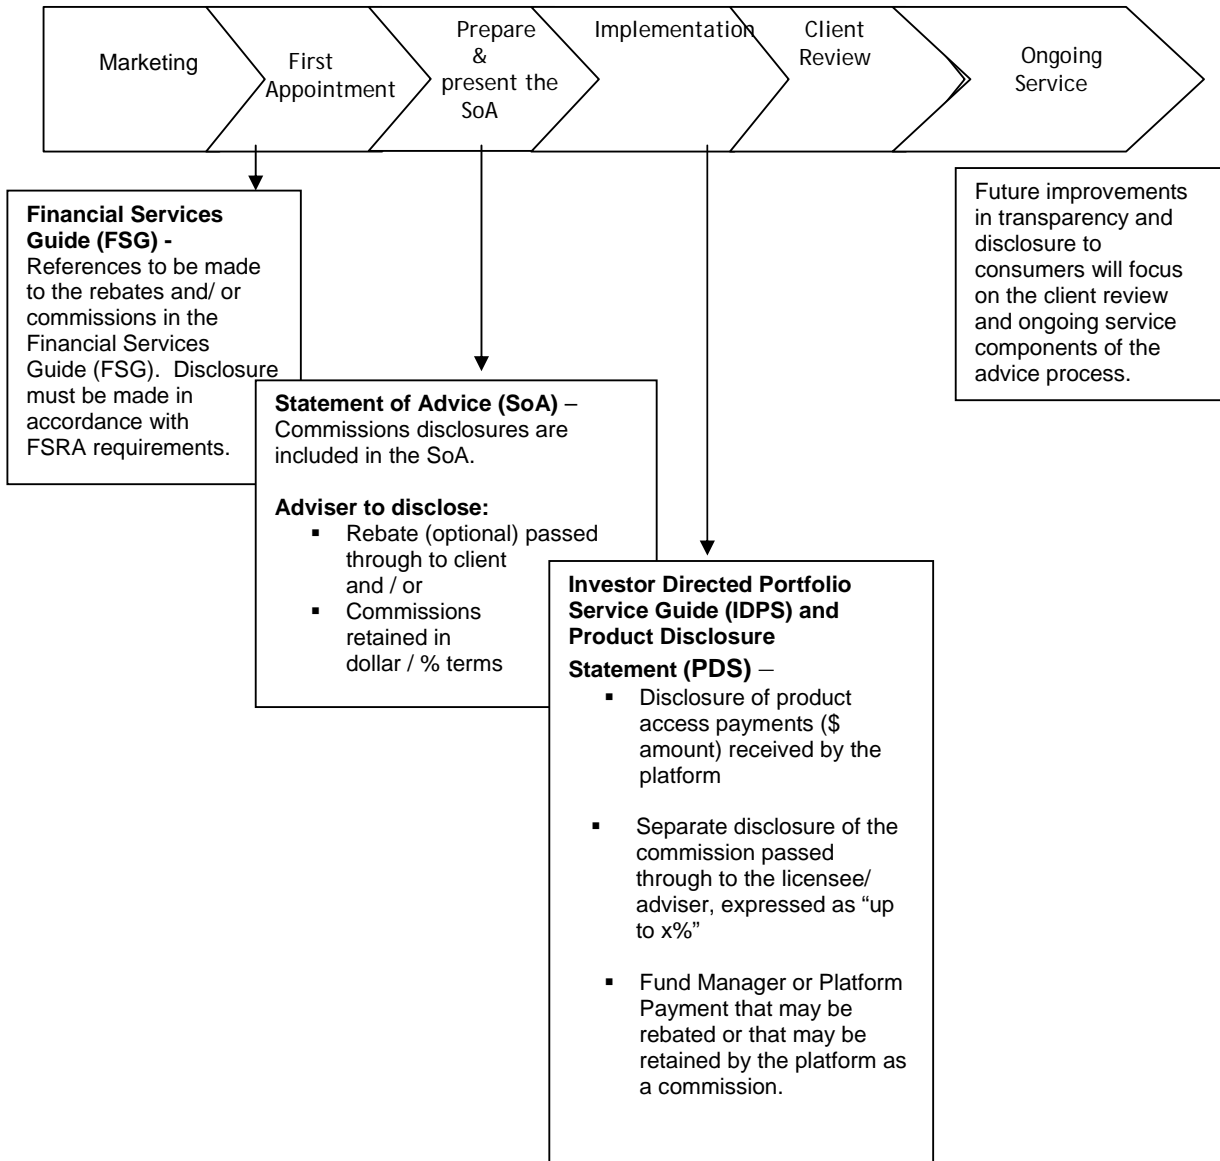 Marketing
First
Appointment
Prepare
&
present the
SoA
Implementation
Client
Review
Ongoing
Service
Financial Services
Guide (FSG) -
References to be made
to the rebates and/ or
commissions in the
Financial Services
Guide (FSG).  Disclosure
must be made in
accordance with
FSRA requirements.
Statement of Advice (SoA) –
Commissions disclosures are
included in the SoA.
Adviser to disclose:
▪ Rebate (optional) passed
through to client
and / or
▪ Commissions
retained in
dollar / % terms
Investor Directed Portfolio
Service Guide (IDPS) and
Product Disclosure
Statement (PDS) –
▪ Disclosure of product
access payments ($
amount) received by the
platform
▪ Separate disclosure of the
commission passed
through to the licensee/
adviser, expressed as “up
to x%”
▪ Fund Manager or Platform
Payment that may be
rebated or that may be
retained by the platform as
a commission.
Future improvements
in transparency and
disclosure to
consumers will focus
on the client review
and ongoing service
components of the
advice process.